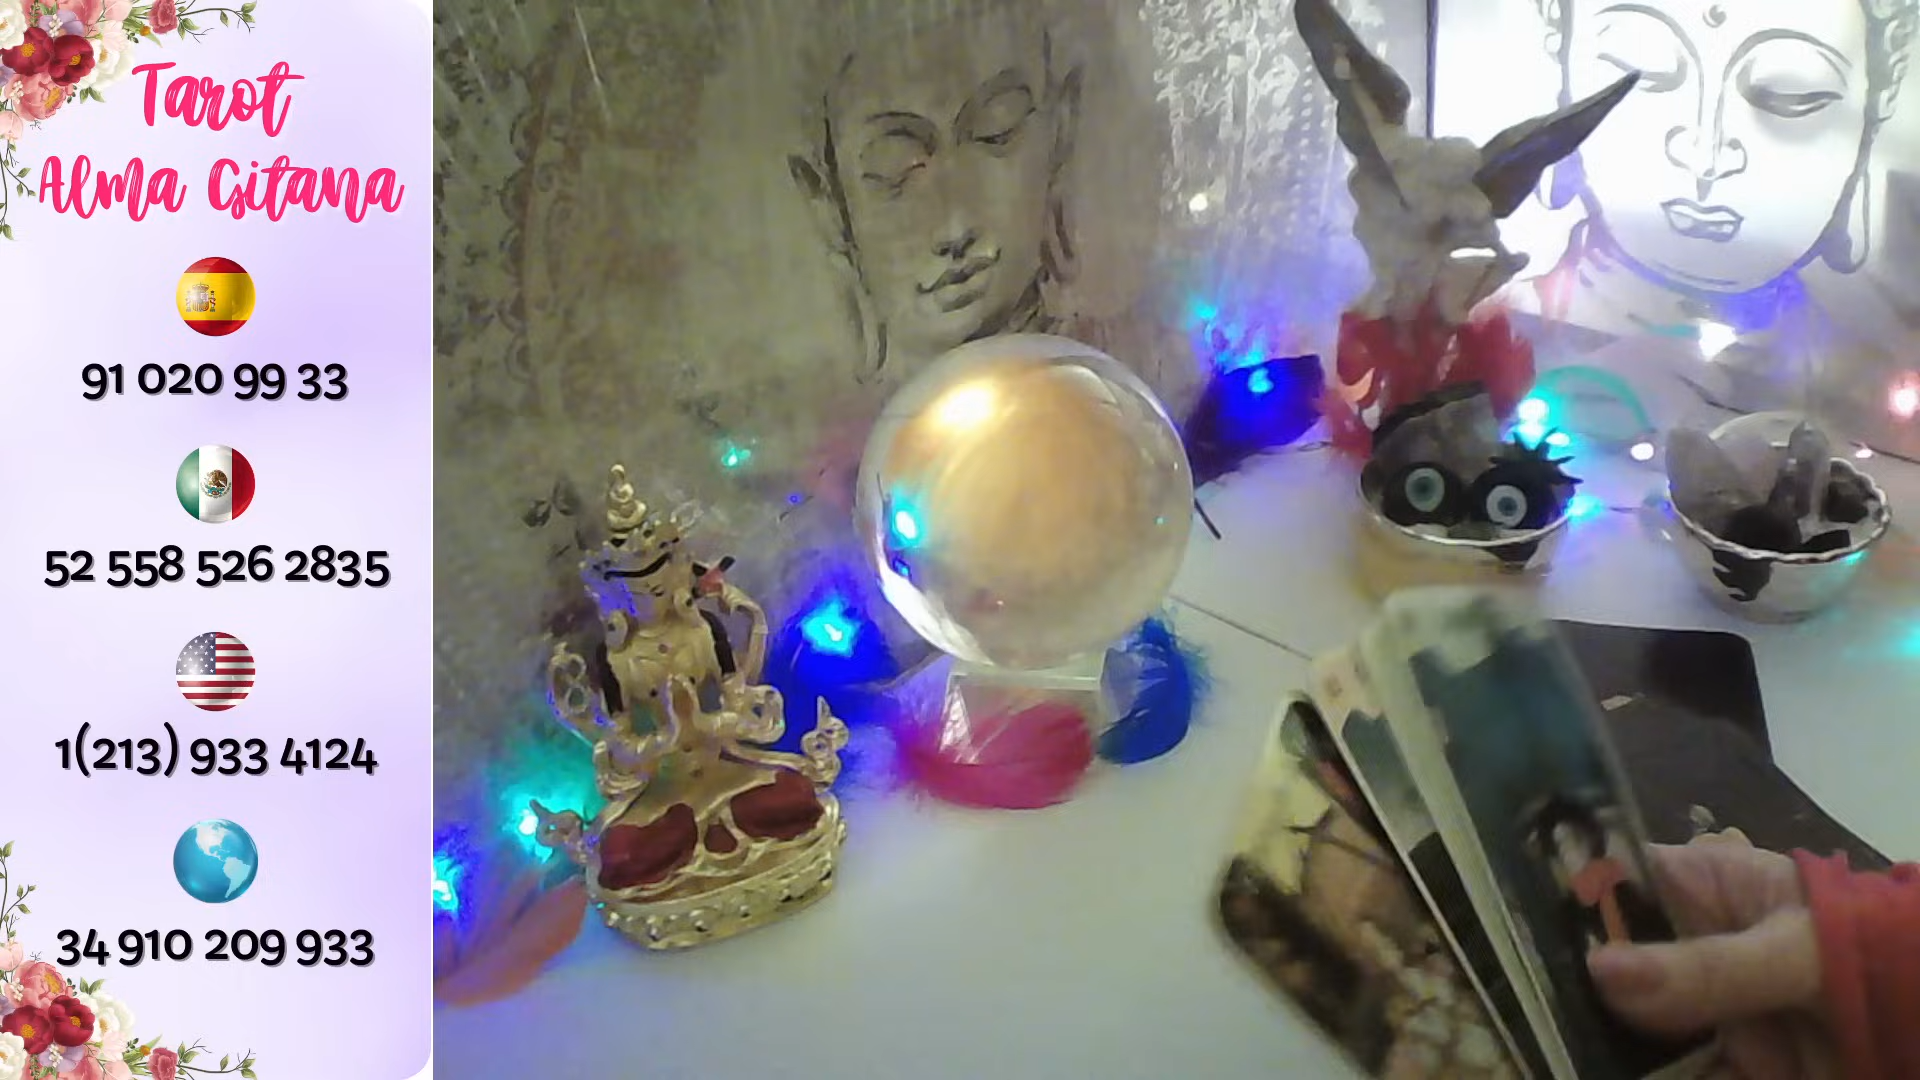 Tarot
Alma Gitana
91 020 99 33
52 558 526 2835
1(213) 933 4124
34 910 209 933